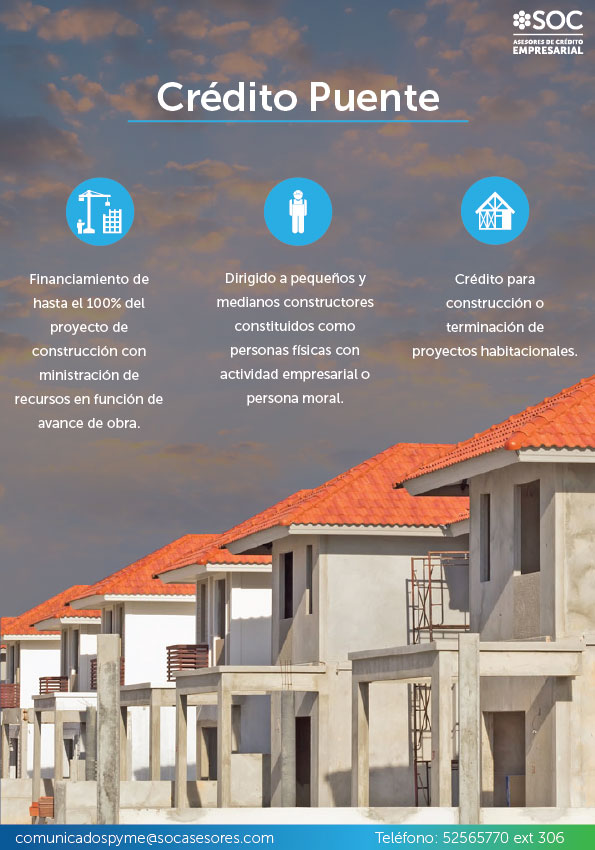 SOC
ASESORES DE CRÉDITO
EMPRESARIAL
Crédito Puente
Financiamiento de
hasta el 100% del
proyecto de
construcción con
ministración de
recursos en función de
avance de obra.
Dirigido a pequeños y
medianos constructores
constituidos como
personas físicas con
actividad empresarial o
persona moral.
Crédito para
construcción o
terminación de
proyectos habitacionales.
comunicadospyme@socasesores.com
Teléfono: 52565770 ext 306